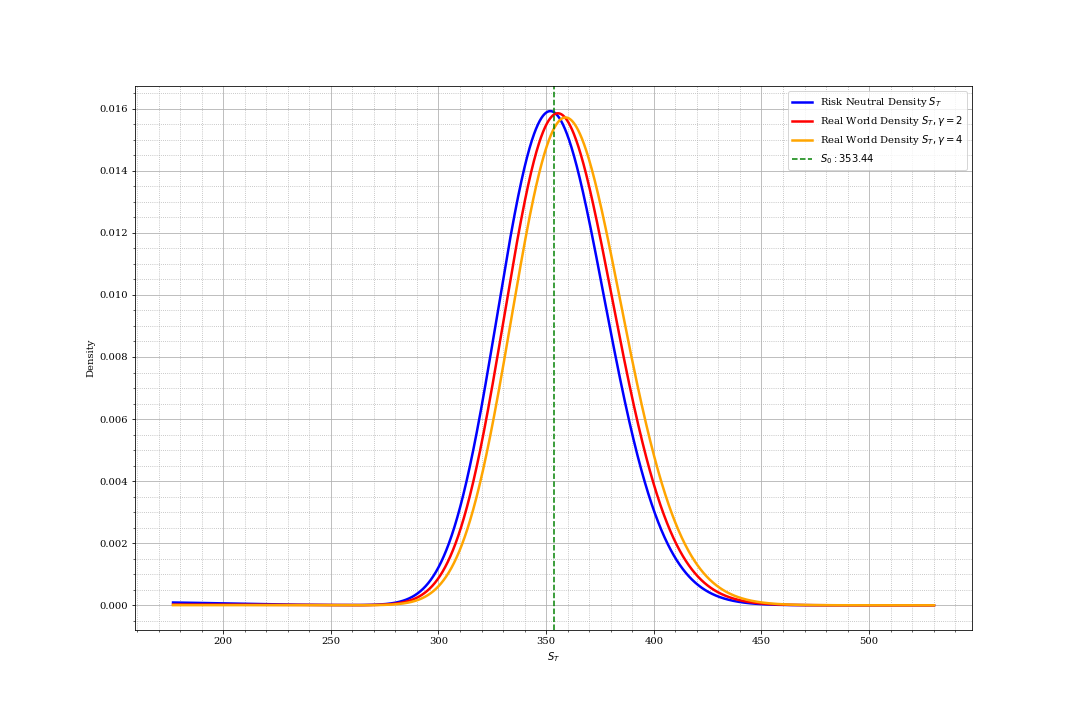 Risk Neutral Density S_T
Real World Density S_T, γ = 2
Real World Density S_T, γ = 4
S_0 : 353.44
0.016
0.014
0.012
0.010
0.008
0.006
0.004
0.002
0.000
Density
200 250 300 350 400 450 500
S_T